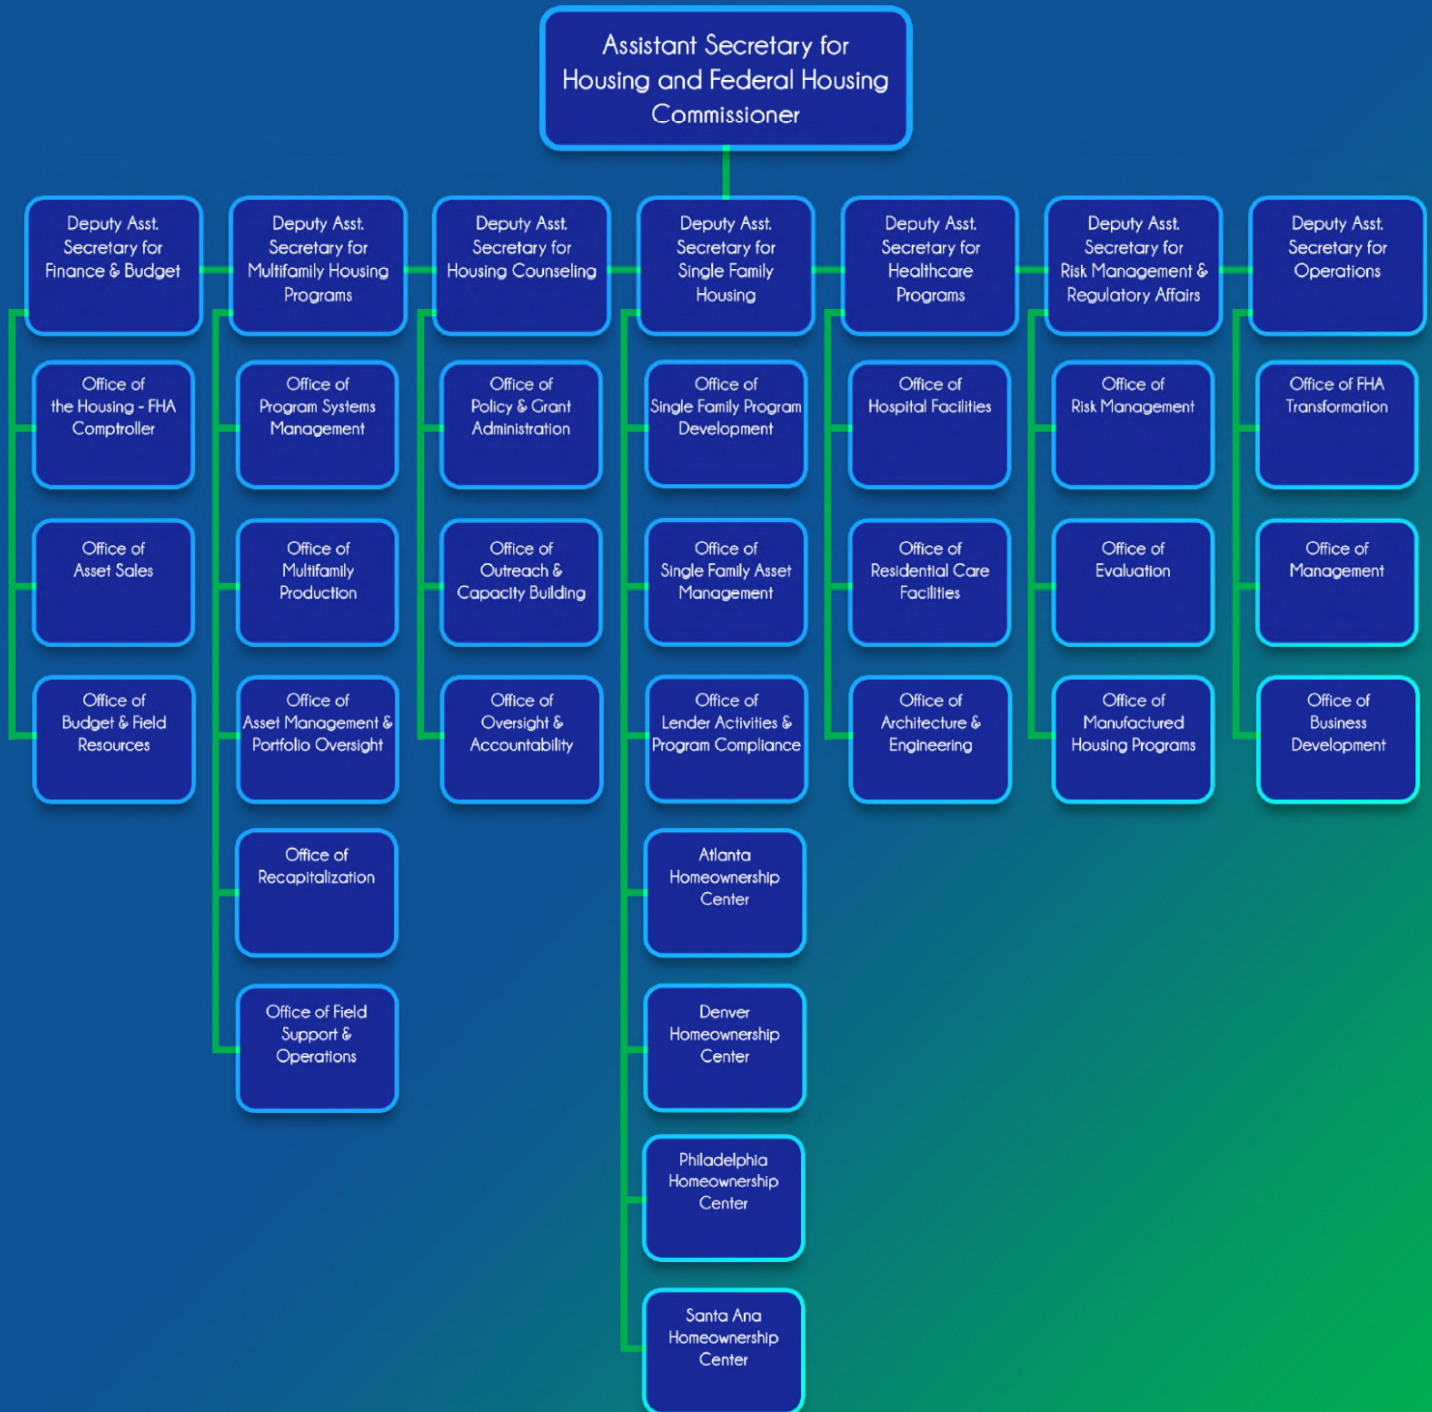 Assistant Secretary for
Housing and Federal Housing
Commissioner
Deputy Asst.
Secretary for
Finance & Budget
Deputy Asst.
Secretary for
Multifamily Housing
Programs
Deputy Asst.
Secretary for
Housing Counseling
Deputy Asst.
Secretary for
Single Family
Housing
Deputy Asst.
Secretary for
Healthcare
Programs
Deputy Asst.
Secretary for
Risk Management &
Regulatory Affairs
Deputy Asst.
Secretary for
Operations
Office of
the Housing - FHA
Comptroller
Office of
Program Systems
Management
Office of
Policy & Grant
Administration
Office of
Single Family Program
Development
Office of
Hospital Facilities
Office of
Risk Management
Office of FHA
Transformation
Office of
Asset Sales
Office of
Multifamily
Production
Office of
Outreach &
Capacity Building
Office of
Single Family Asset
Management
Office of
Residential Care
Facilities
Office of
Evaluation
Office of
Management
Office of
Budget & Field
Resources
Office of
Asset Management &
Portfolio Oversight
Office of
Oversight &
Accountability
Office of
Lender Activities &
Program Compliance
Office of
Architecture &
Engineering
Office of
Manufactured
Housing Programs
Office of
Business
Development
Office of
Recapitalization
Atlanta
Homeownership
Center
Office of Field
Support &
Operations
Denver
Homeownership
Center
Philadelphia
Homeownership
Center
Santa Ana
Homeownership
Center